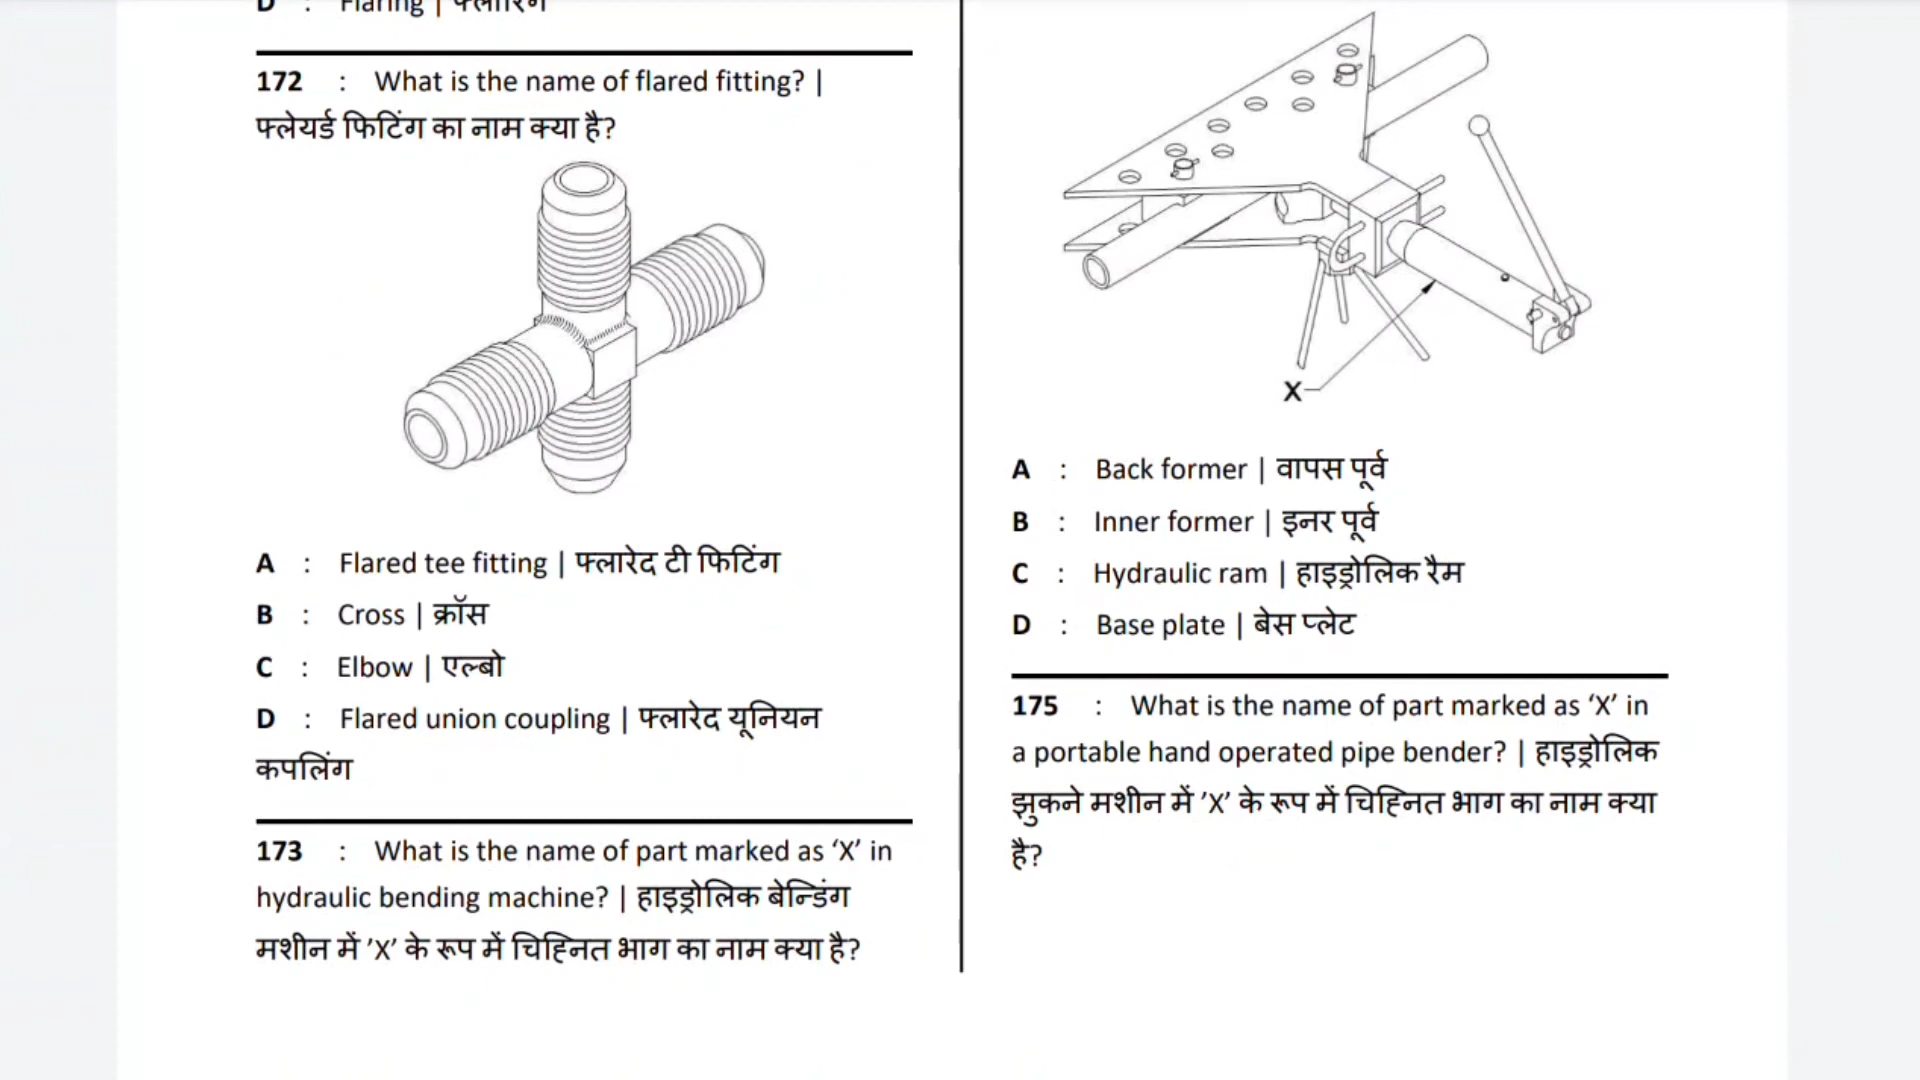 D : Flaring | फ्लारिंग
172 : What is the name of flared fitting? |
फ्लेयर्ड फिटिंग का नाम क्या है?
A : Flared tee fitting | फ्लारेद टी फिटिंग
B : Cross | क्रॉस
C : Elbow | एल्बो
D : Flared union coupling | फ्लारेद यूनियन
कपलिंग
173 : What is the name of part marked as ‘X’ in
hydraulic bending machine? | हाइड्रोलिक बेन्डिंग
मशीन में ’X’ के रूप में चिह्नित भाग का नाम क्या है?
X
A : Back former | वापस पूर्व
B : Inner former | इनर पूर्व
C : Hydraulic ram | हाइड्रोलिक रैम
D : Base plate | बेस प्लेट
175 : What is the name of part marked as ‘X’ in
a portable hand operated pipe bender? | हाइड्रोलिक
झुकने मशीन में ’X’ के रूप में चिह्नित भाग का नाम क्या
है?